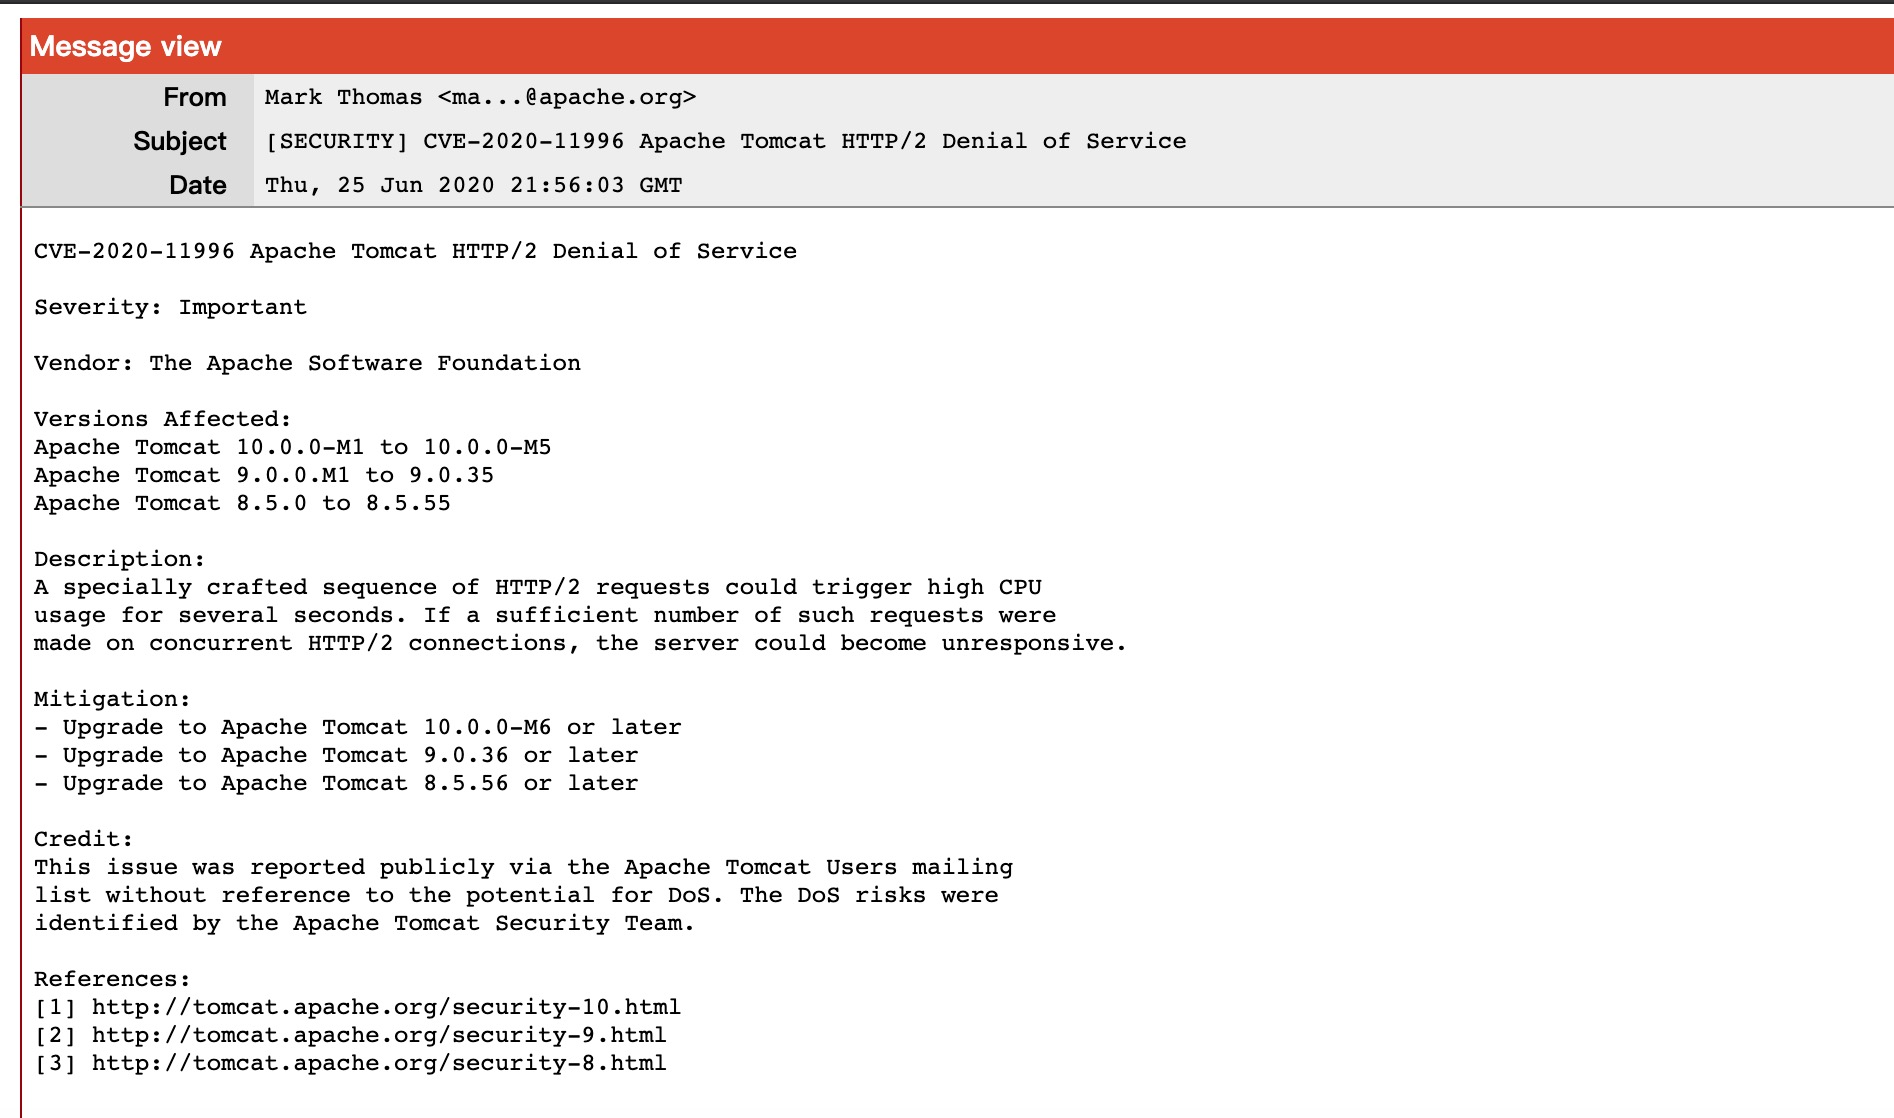 Message view
From Mark Thomas <ma...@apache.org>
Subject [SECURITY] CVE-2020-11996 Apache Tomcat HTTP/2 Denial of Service
Date Thu, 25 Jun 2020 21:56:03 GMT
CVE-2020-11996 Apache Tomcat HTTP/2 Denial of Service
Severity: Important
Vendor: The Apache Software Foundation
Versions Affected:
Apache Tomcat 10.0.0-M1 to 10.0.0-M5
Apache Tomcat 9.0.0.M1 to 9.0.35
Apache Tomcat 8.5.0 to 8.5.55
Description:
A specially crafted sequence of HTTP/2 requests could trigger high CPU
usage for several seconds. If a sufficient number of such requests were
made on concurrent HTTP/2 connections, the server could become unresponsive.
Mitigation:
- Upgrade to Apache Tomcat 10.0.0-M6 or later
- Upgrade to Apache Tomcat 9.0.36 or later
- Upgrade to Apache Tomcat 8.5.56 or later
Credit:
This issue was reported publicly via the Apache Tomcat Users mailing
list without reference to the potential for DoS. The DoS risks were
identified by the Apache Tomcat Security Team.
References:
[1] http://tomcat.apache.org/security-10.html
[2] http://tomcat.apache.org/security-9.html
[3] http://tomcat.apache.org/security-8.html